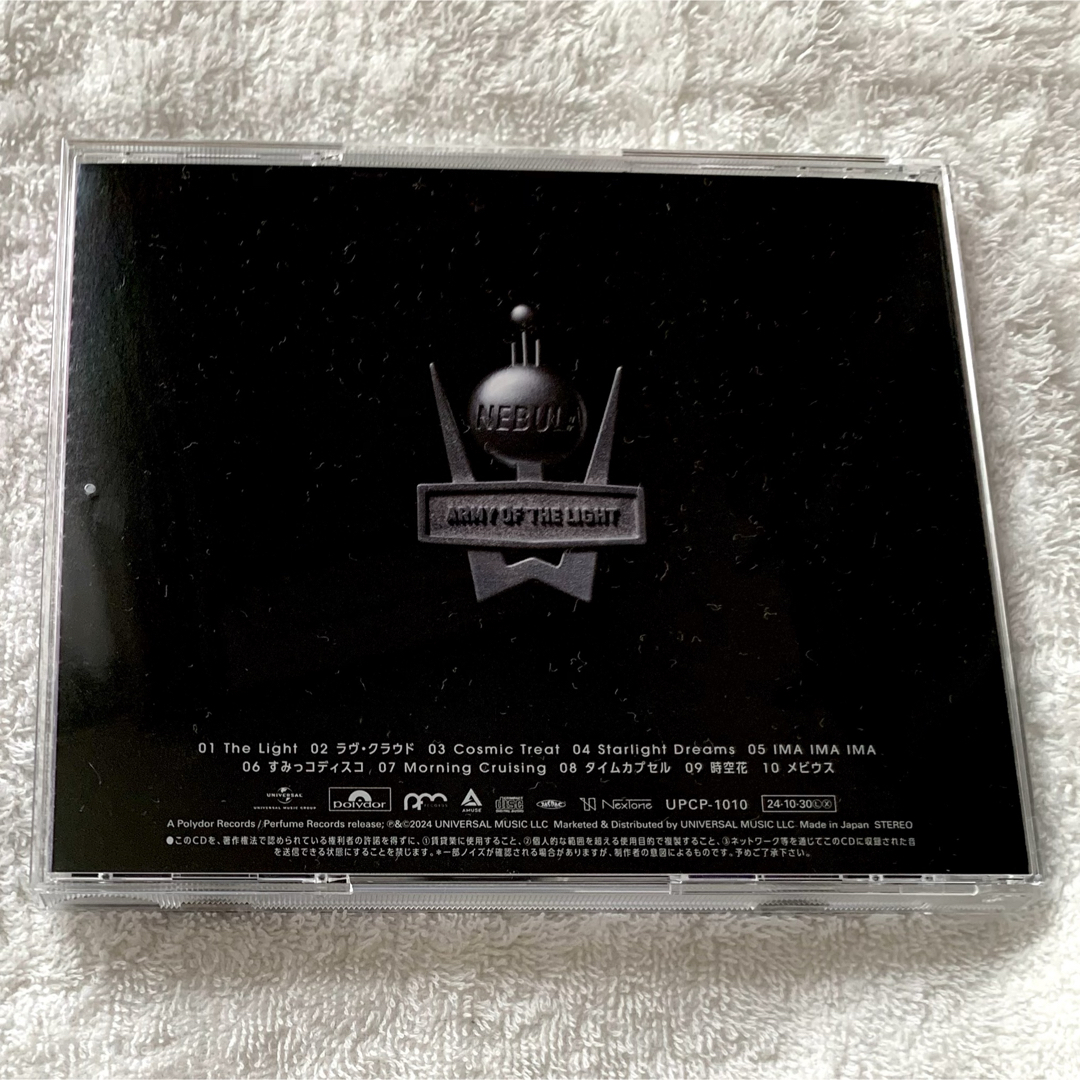 NEBULA
ARMY OF THE LIGHT
01 The Light 02 ラヴ・クラウド 03 Cosmic Treat 04 Starlight Dreams 05 IMA IMA IMA
06 すみっコディスコ 07 Morning Cruising 08 タイムカプセル 09 時空花 10 メビウス
UNIVERSAL Polydor AMUSE disc NexTone UPCP-1010 24・10・30
UNIVERSAL MUSIC GROUP
A Polydor Records / Perfume Records release; ℗&©2024 UNIVERSAL MUSIC LLC Marketed & Distributed by UNIVERSAL MUSIC LLC Made in Japan STEREO
●このCDを、著作権法で認められている権利者の許諾を得ずに、①賃貸業に使用すること、②個人的な範囲を超える使用目的で複製すること、③ネットワーク等を通じてこのCDに収録された音
を送信できる状態にすることを禁じます。＊一部ノイズが確認される場合がありますが、制作者の意図によるものです。予めご了承下さい。